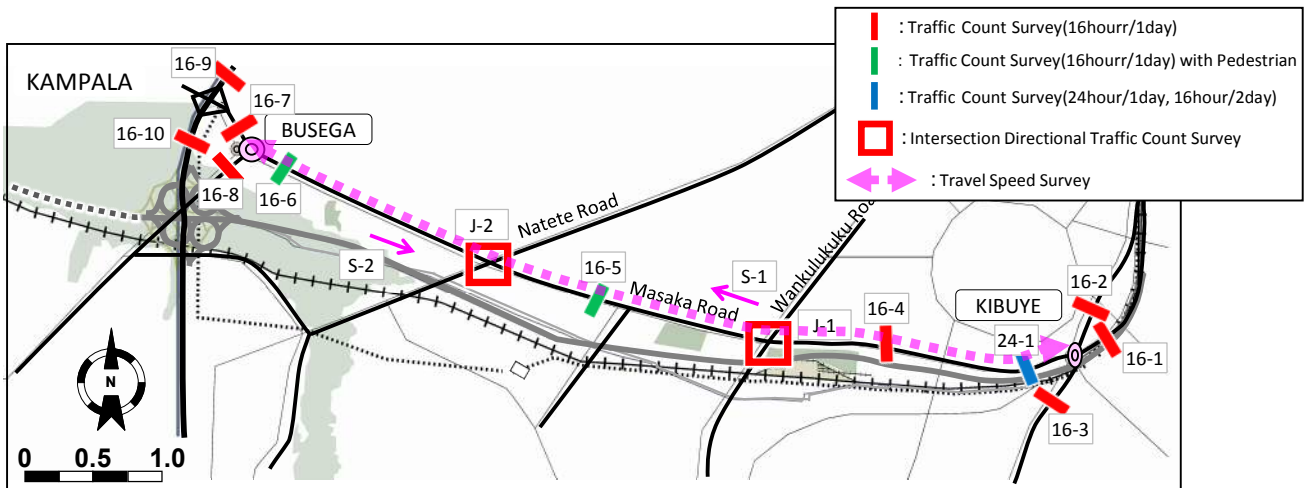 : Traffic Count Survey(16hourr/1day)
: Traffic Count Survey(16hourr/1day) with Pedestrian
: Traffic Count Survey(24hour/1day, 16hour/2day)
: Intersection Directional Traffic Count Survey
: Travel Speed Survey
KAMPALA
16-9
16-7
BUSEGA
16-10
16-8
16-6
J-2
Natete Road
S-2
16-5
Masaka Road
S-1
Wankulukuku Road
J-1
16-4
KIBUYE
16-2
24-1
16-1
16-3
N
0 0.5 1.0